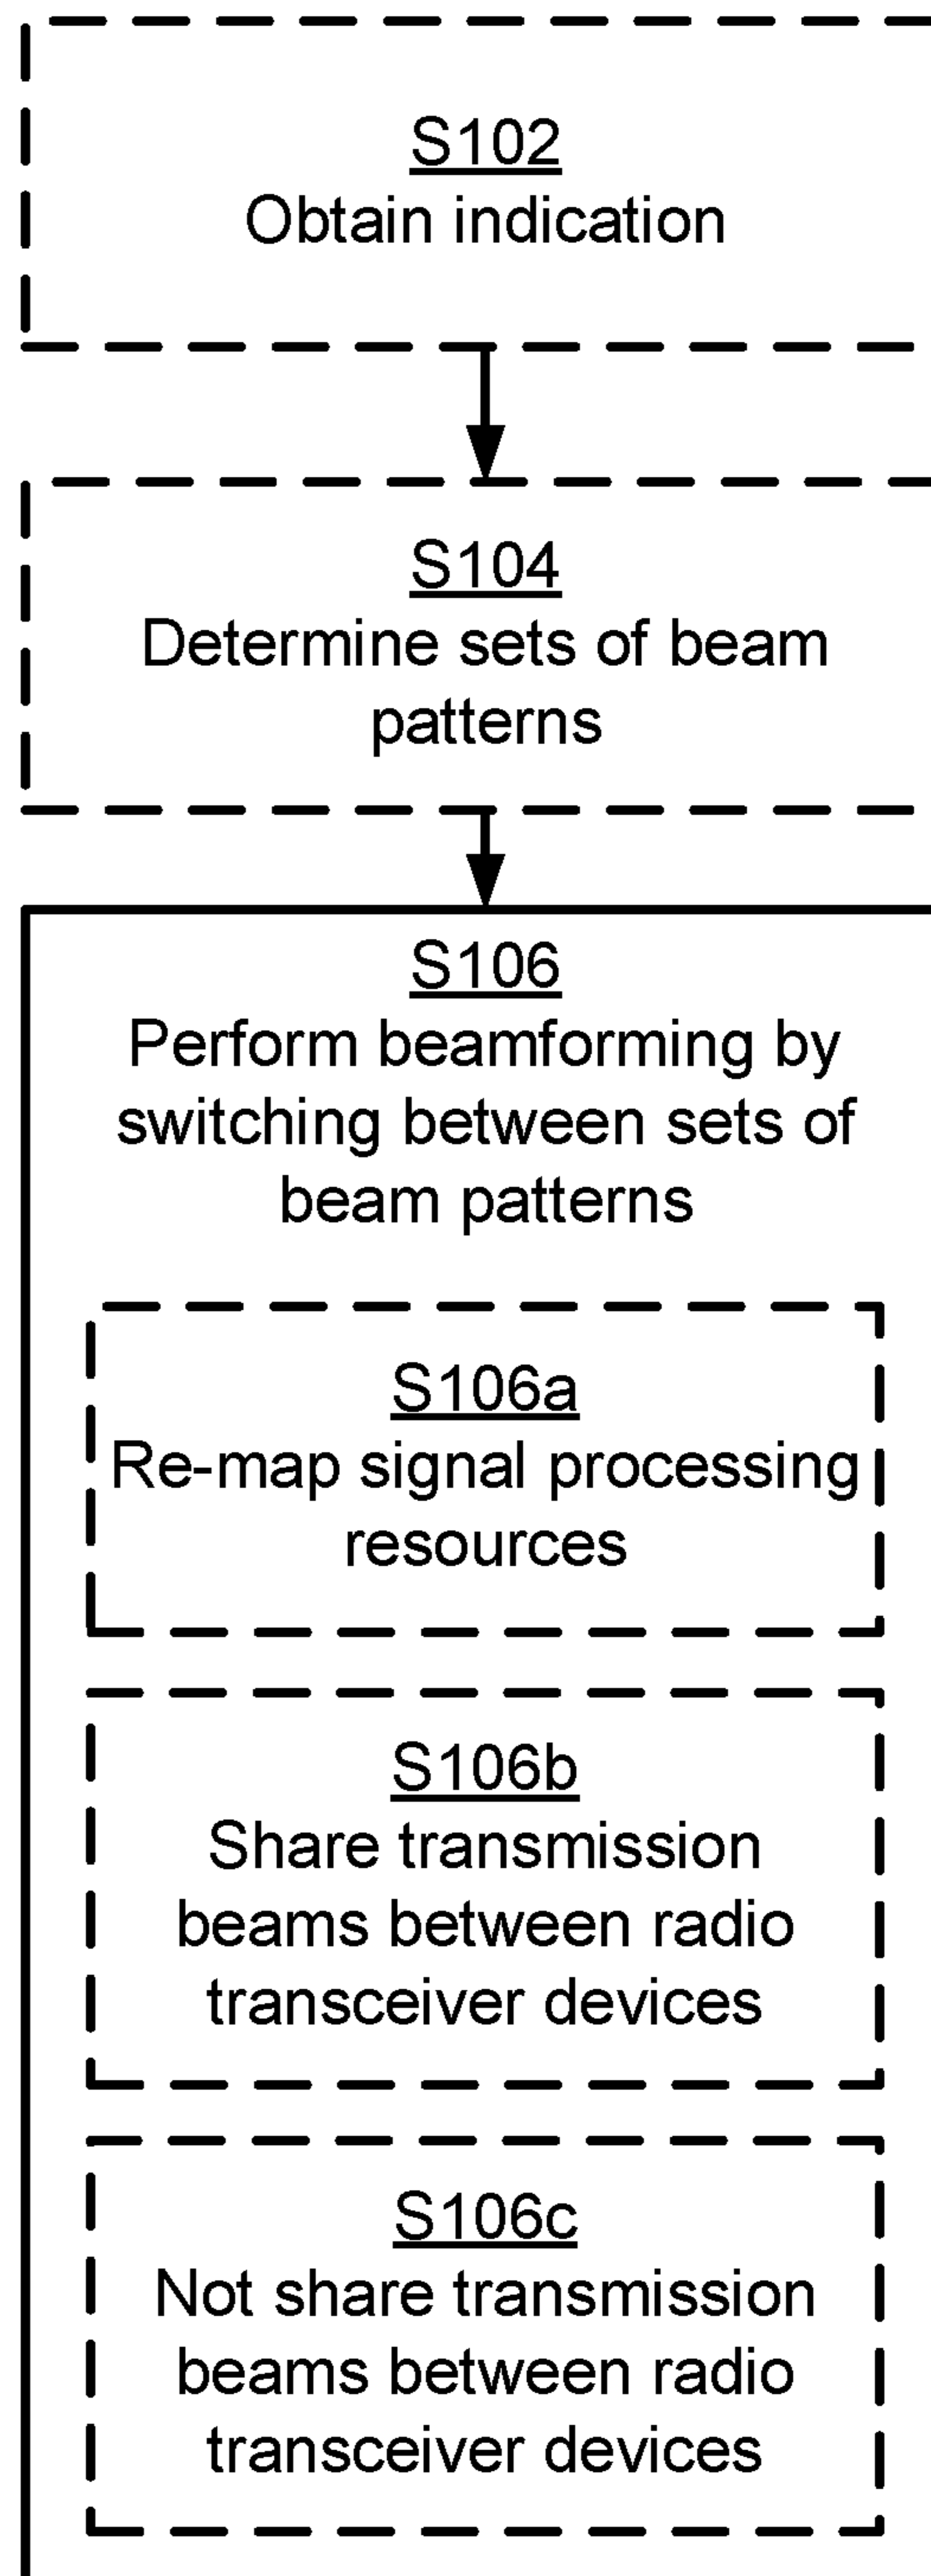 S102
Obtain indication
S104
Determine sets of beam
patterns
S106
Perform beamforming by
switching between sets of
beam patterns
S106a
Re-map signal processing
resources
S106b
Share transmission
beams between radio
transceiver devices
S106c
Not share transmission
beams between radio
transceiver devices